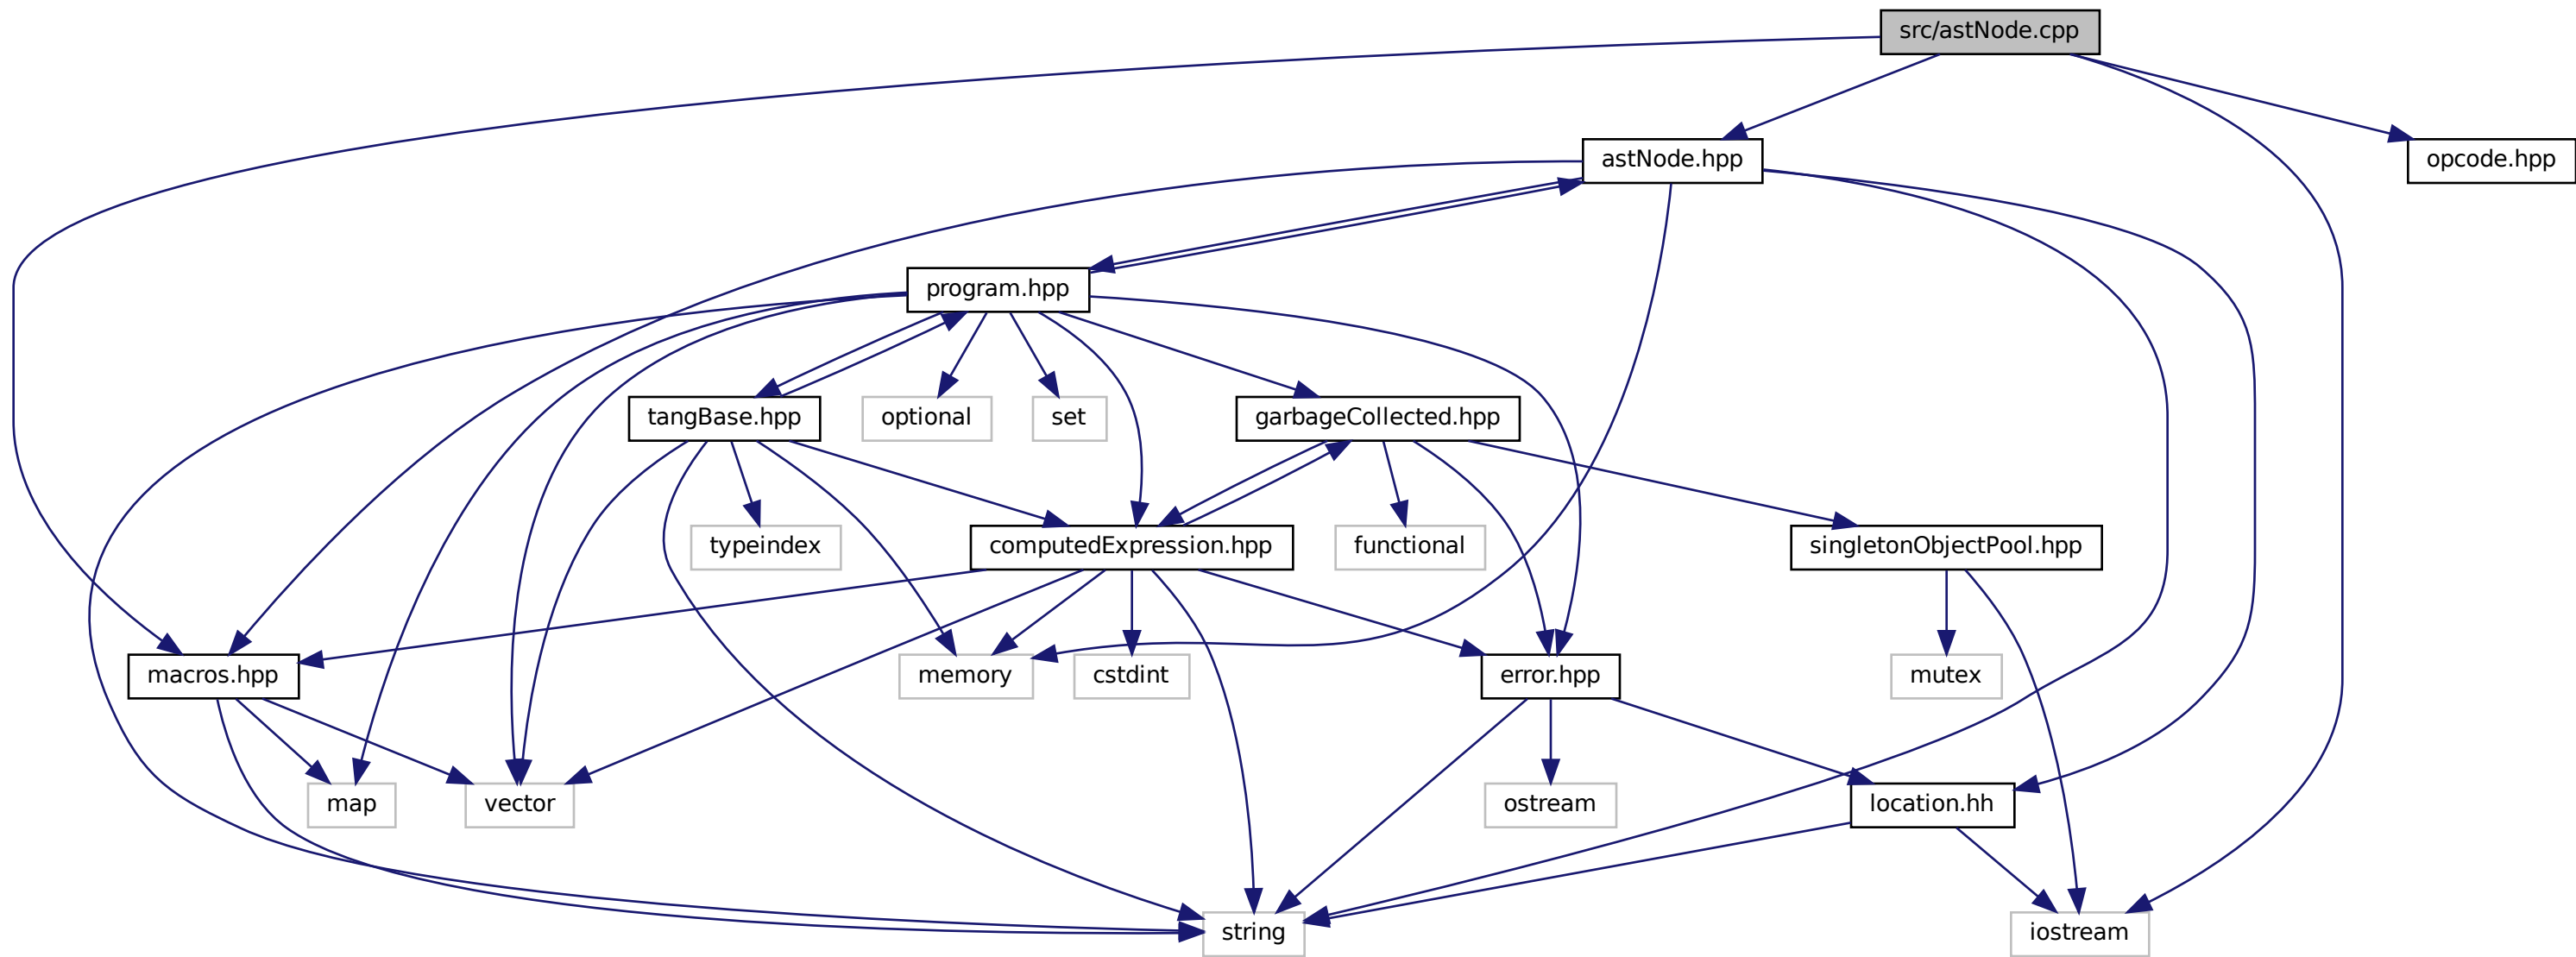 src/astNode.cpp
astNode.hpp
opcode.hpp
program.hpp
tangBase.hpp
optional
set
garbageCollected.hpp
typeindex
computedExpression.hpp
functional
singletonObjectPool.hpp
macros.hpp
memory
cstdint
error.hpp
mutex
map
vector
ostream
location.hh
string
iostream